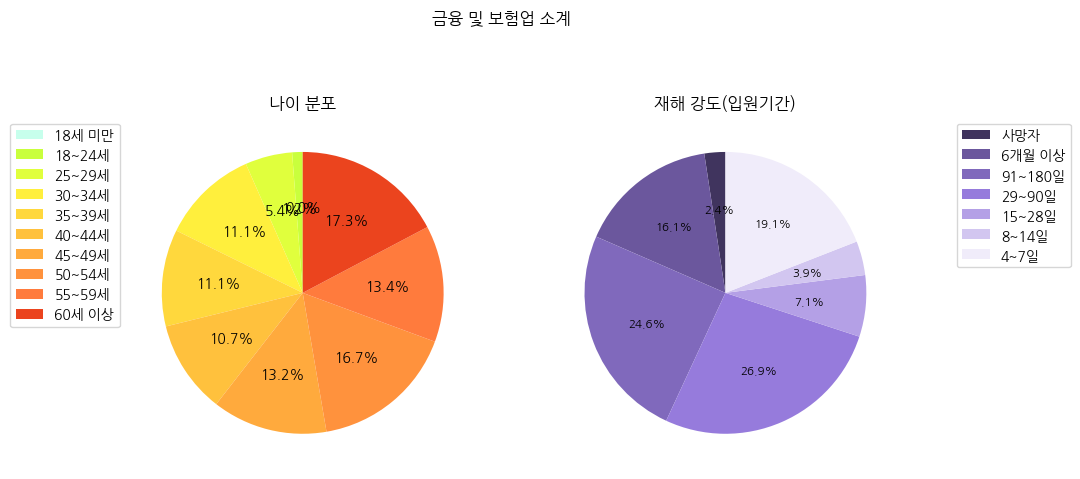 금융 및 보험업 소계
나이 분포
18세 미만
18~24세
25~29세
30~34세
35~39세
40~44세
45~49세
50~54세
55~59세
60세 이상
0.0%
5.4%
11.1%
11.1%
10.7%
13.2%
16.7%
13.4%
17.3%
재해 강도(입원기간)
2.4%
16.1%
24.6%
26.9%
7.1%
3.9%
19.1%
사망자
6개월 이상
91~180일
29~90일
15~28일
8~14일
4~7일